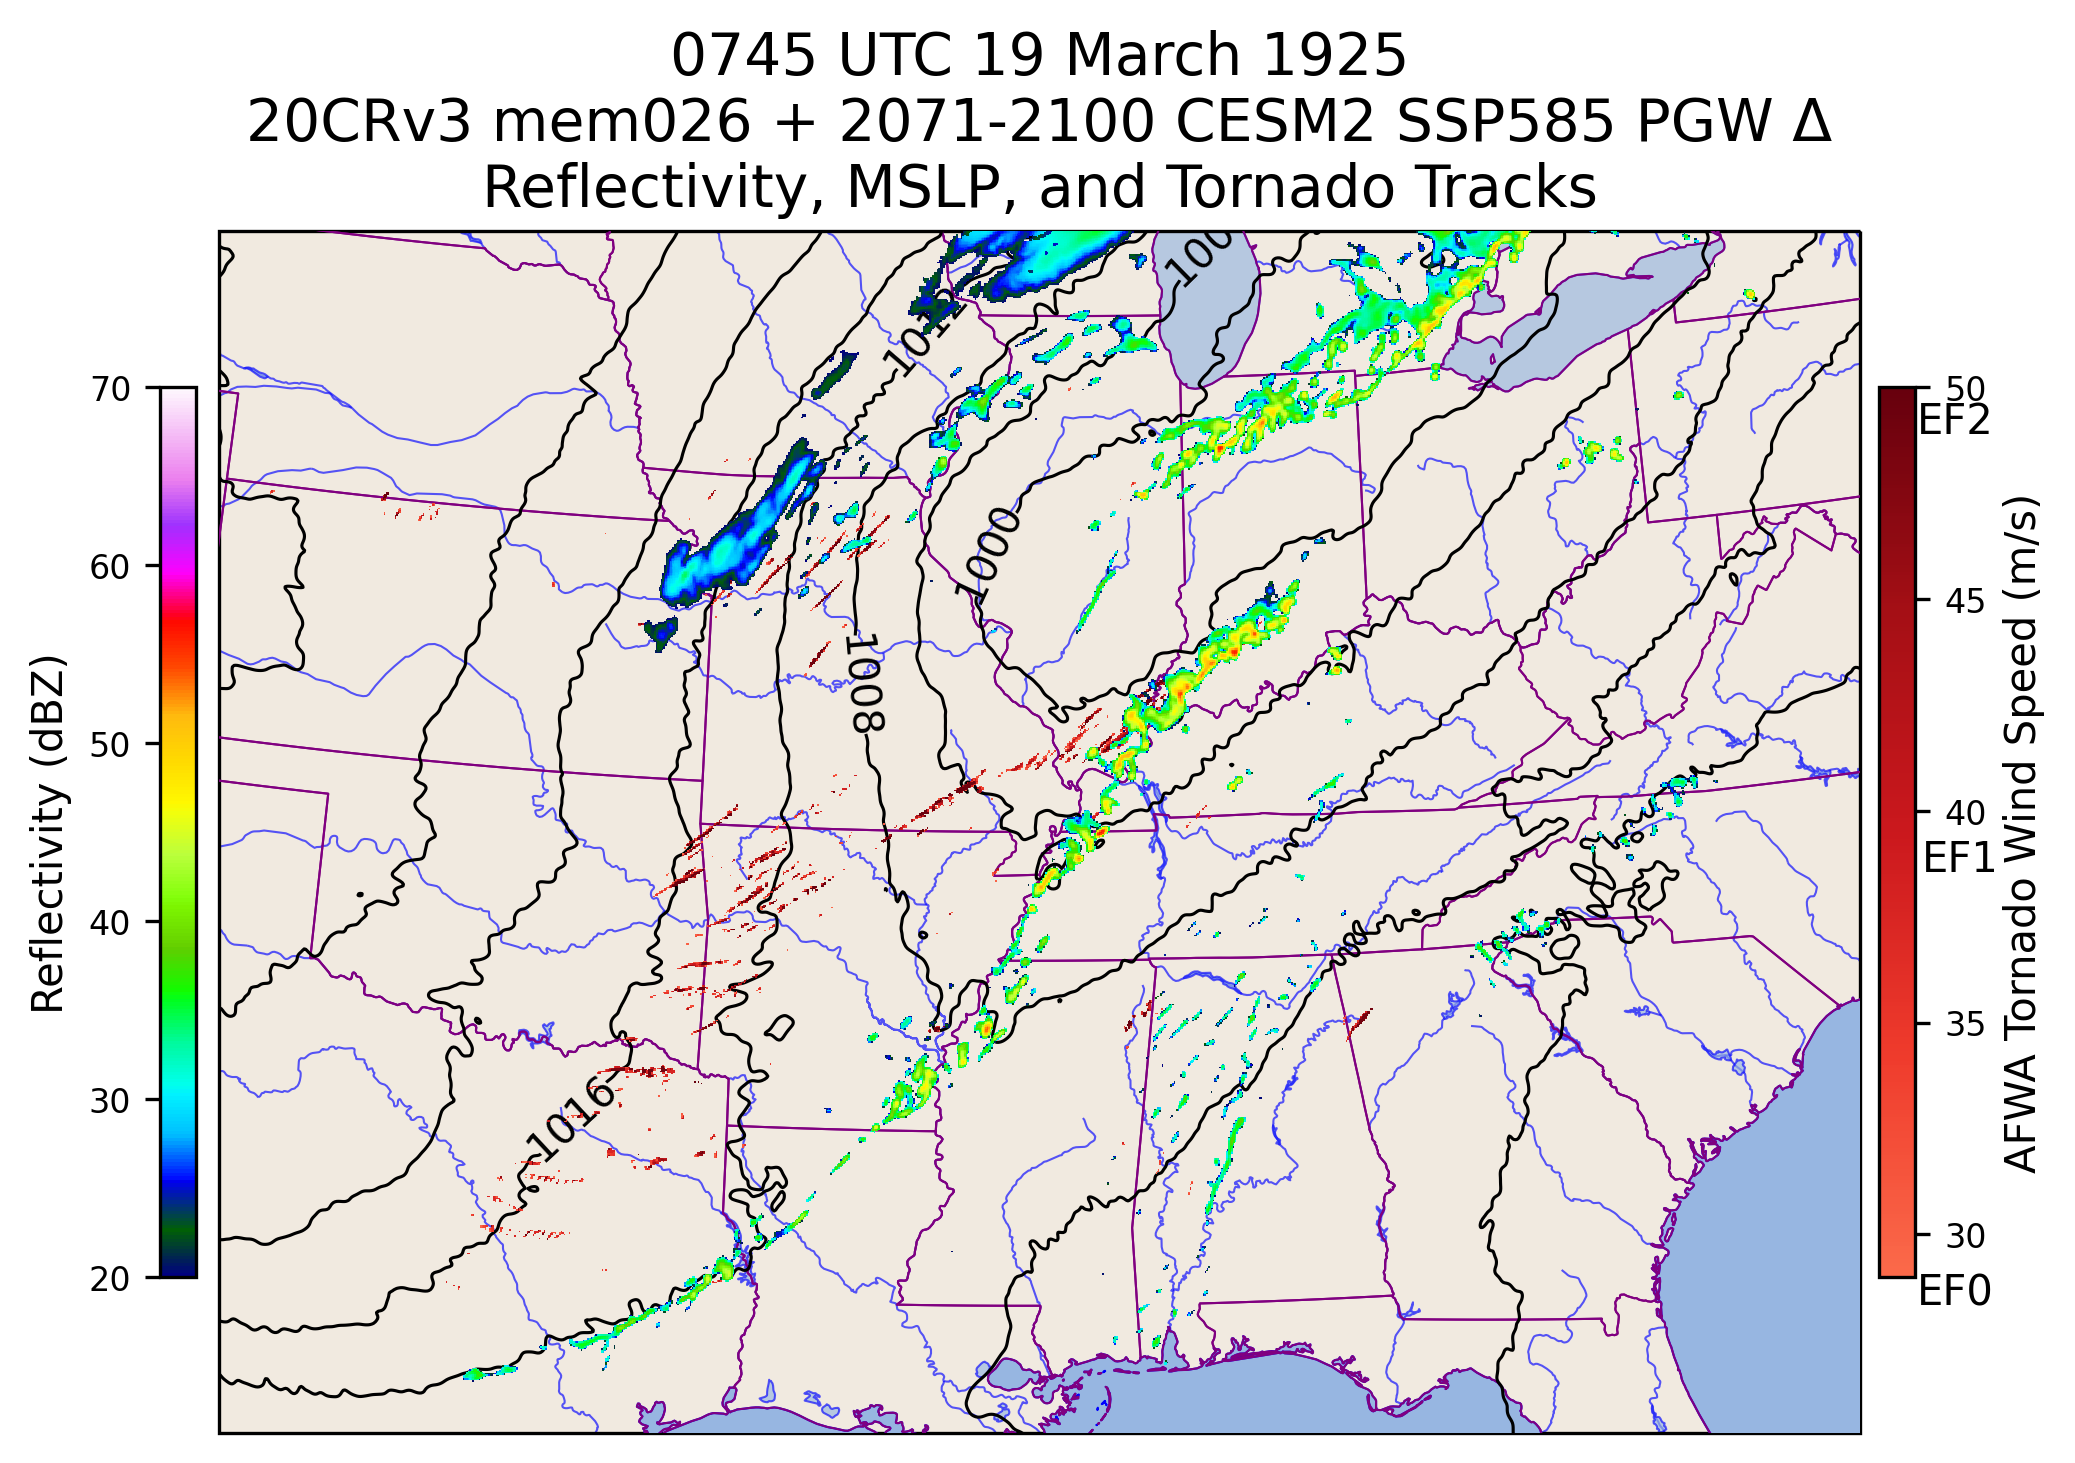 0745 UTC 19 March 1925
20CRv3 mem026 + 2071-2100 CESM2 SSP585 PGW Δ
Reflectivity, MSLP, and Tornado Tracks
70
60
50
40
30
20
Reflectivity (dBZ)
1012
100
1000
1008
1016
50
EF2
45
40
EF1
35
30
EF0
AFWA Tornado Wind Speed (m/s)